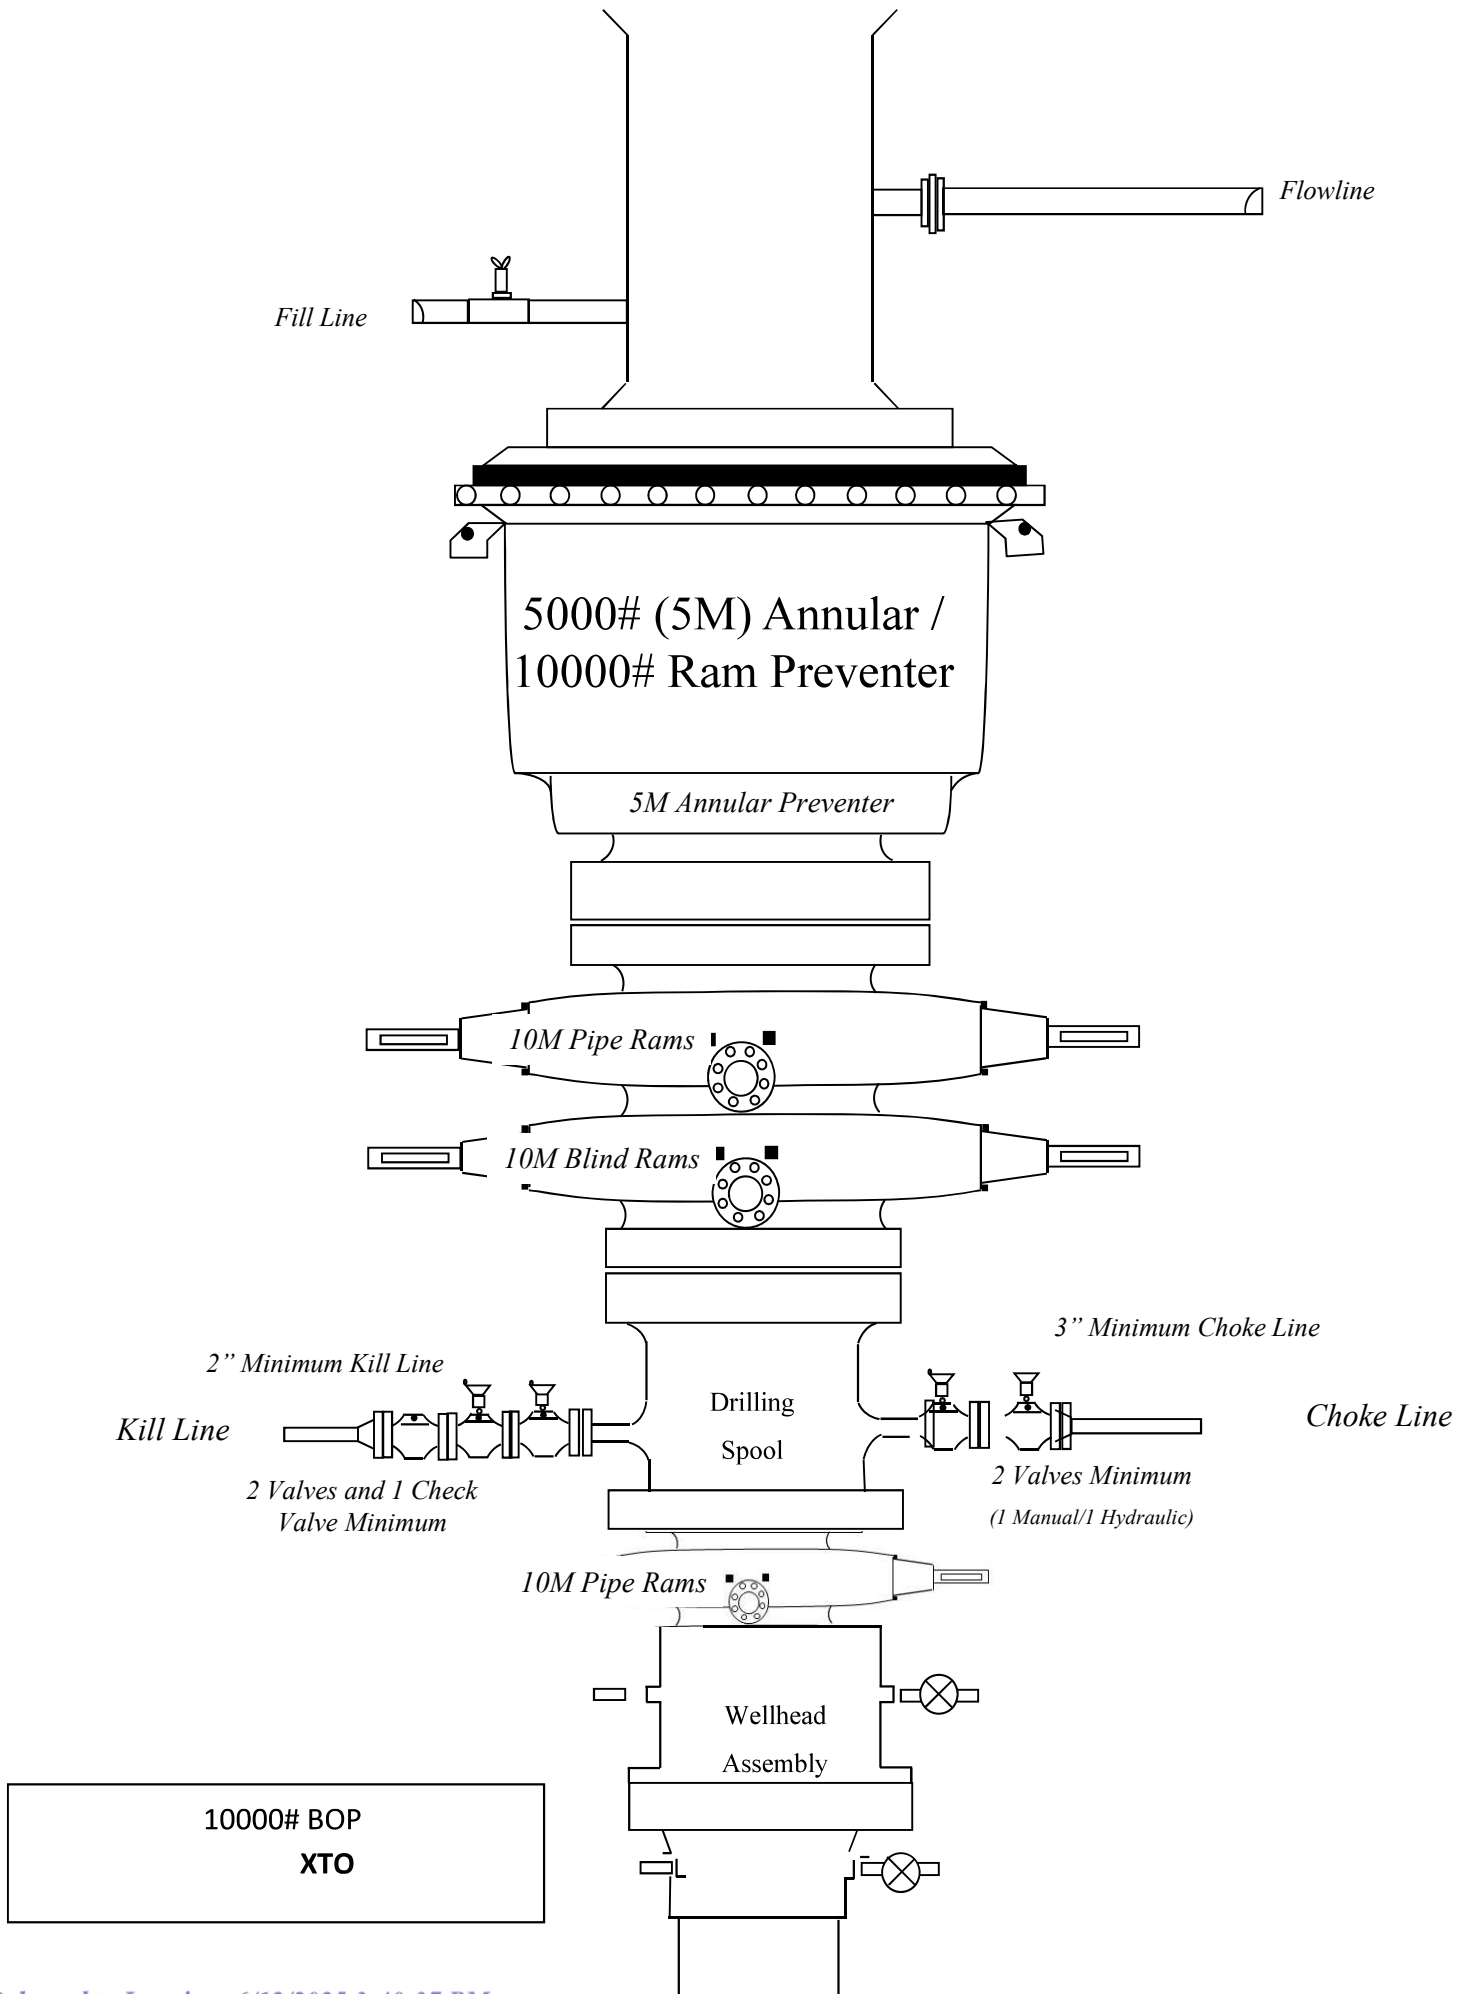 Flowline
Fill Line
5000# (5M) Annular /
10000# Ram Preventer
5M Annular Preventer
10M Pipe Rams
10M Blind Rams
3” Minimum Choke Line
2” Minimum Kill Line
Drilling
Spool
Kill Line
Choke Line
2 Valves and 1 Check
Valve Minimum
2 Valves Minimum
(1 Manual/1 Hydraulic)
10M Pipe Rams
Wellhead
Assembly
10000# BOP
XTO